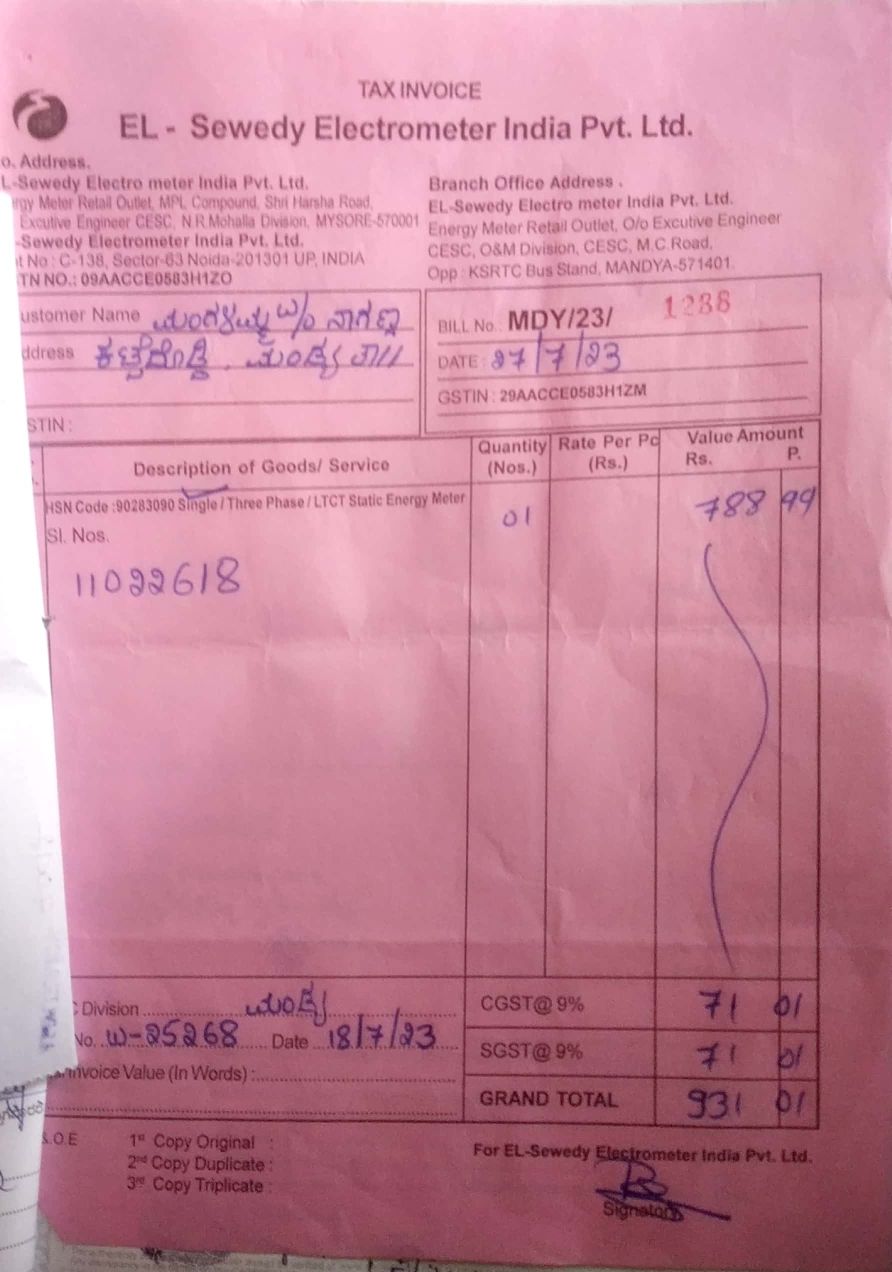 TAX INVOICE
EL - Sewedy Electrometer India Pvt. Ltd.
o. Address.
L-Sewedy Electro meter India Pvt. Ltd.
rgy Meter Retail Outlet, MPL Compound, Shri Harsha Road,
Excutive Engineer CESC, N.R.Mohalla Division, MYSORE-570001
-Sewedy Electrometer India Pvt. Ltd.
t No : C-138, Sector-63 Noida-201301 UP, INDIA
TN NO.: 09AACCE0583H1ZO
Branch Office Address .
EL-Sewedy Electro meter India Pvt. Ltd.
Energy Meter Retail Outlet, O/o Excutive Engineer
CESC, O&M Division, CESC, M.C.Road,
Opp : KSRTC Bus Stand, MANDYA-571401.
ustomer Name W/o
ddress
STIN :
BILL No.: MDY/23/ 1238
DATE : 27/7/23
GSTIN : 29AACCE0583H1ZM
Description of Goods/ Service
Quantity (Nos.)
Rate Per Pc (Rs.)
Value Amount
Rs. P.
HSN Code :90283090 Single / Three Phase / LTCT Static Energy Meter 01 788 99
Sl. Nos.
11022618
Division ಮಂಡ್ಯ
No. W-25268 Date 18/7/23
Invoice Value (In Words) :
CGST@ 9% 71 01
SGST@ 9% 71 01
GRAND TOTAL 931 01
.O.E
1st Copy Original :
2nd Copy Duplicate :
3rd Copy Triplicate :
For EL-Sewedy Electrometer India Pvt. Ltd.
Signatory